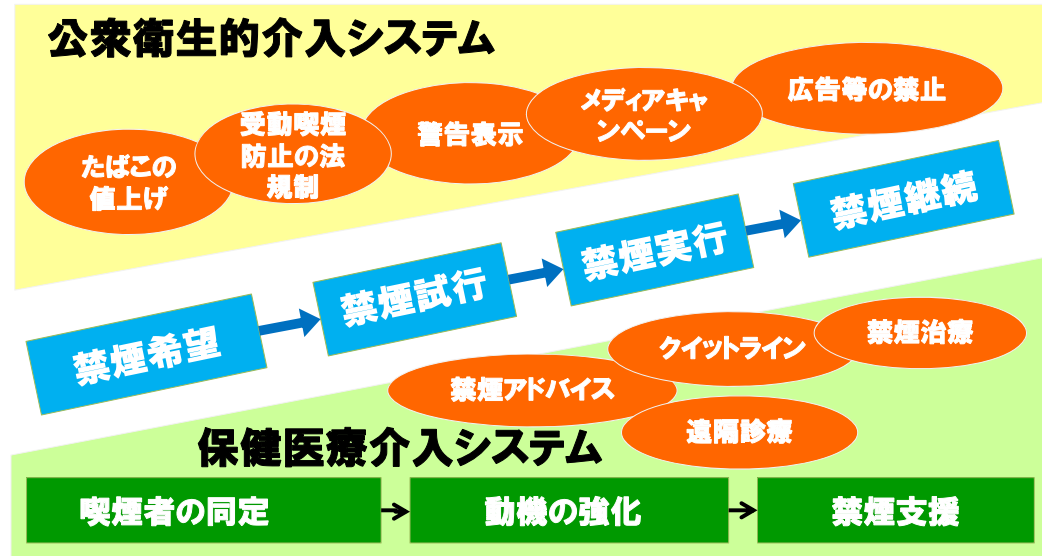 公衆衛生的介入システム
たばこの
値上げ
受動喫煙
防止の法
規制
警告表示
メディアキャ
ンペーン
広告等の禁止
禁煙希望
禁煙試行
禁煙実行
禁煙継続
禁煙アドバイス
クイットライン
禁煙治療
遠隔診療
保健医療介入システム
喫煙者の同定
動機の強化
禁煙支援